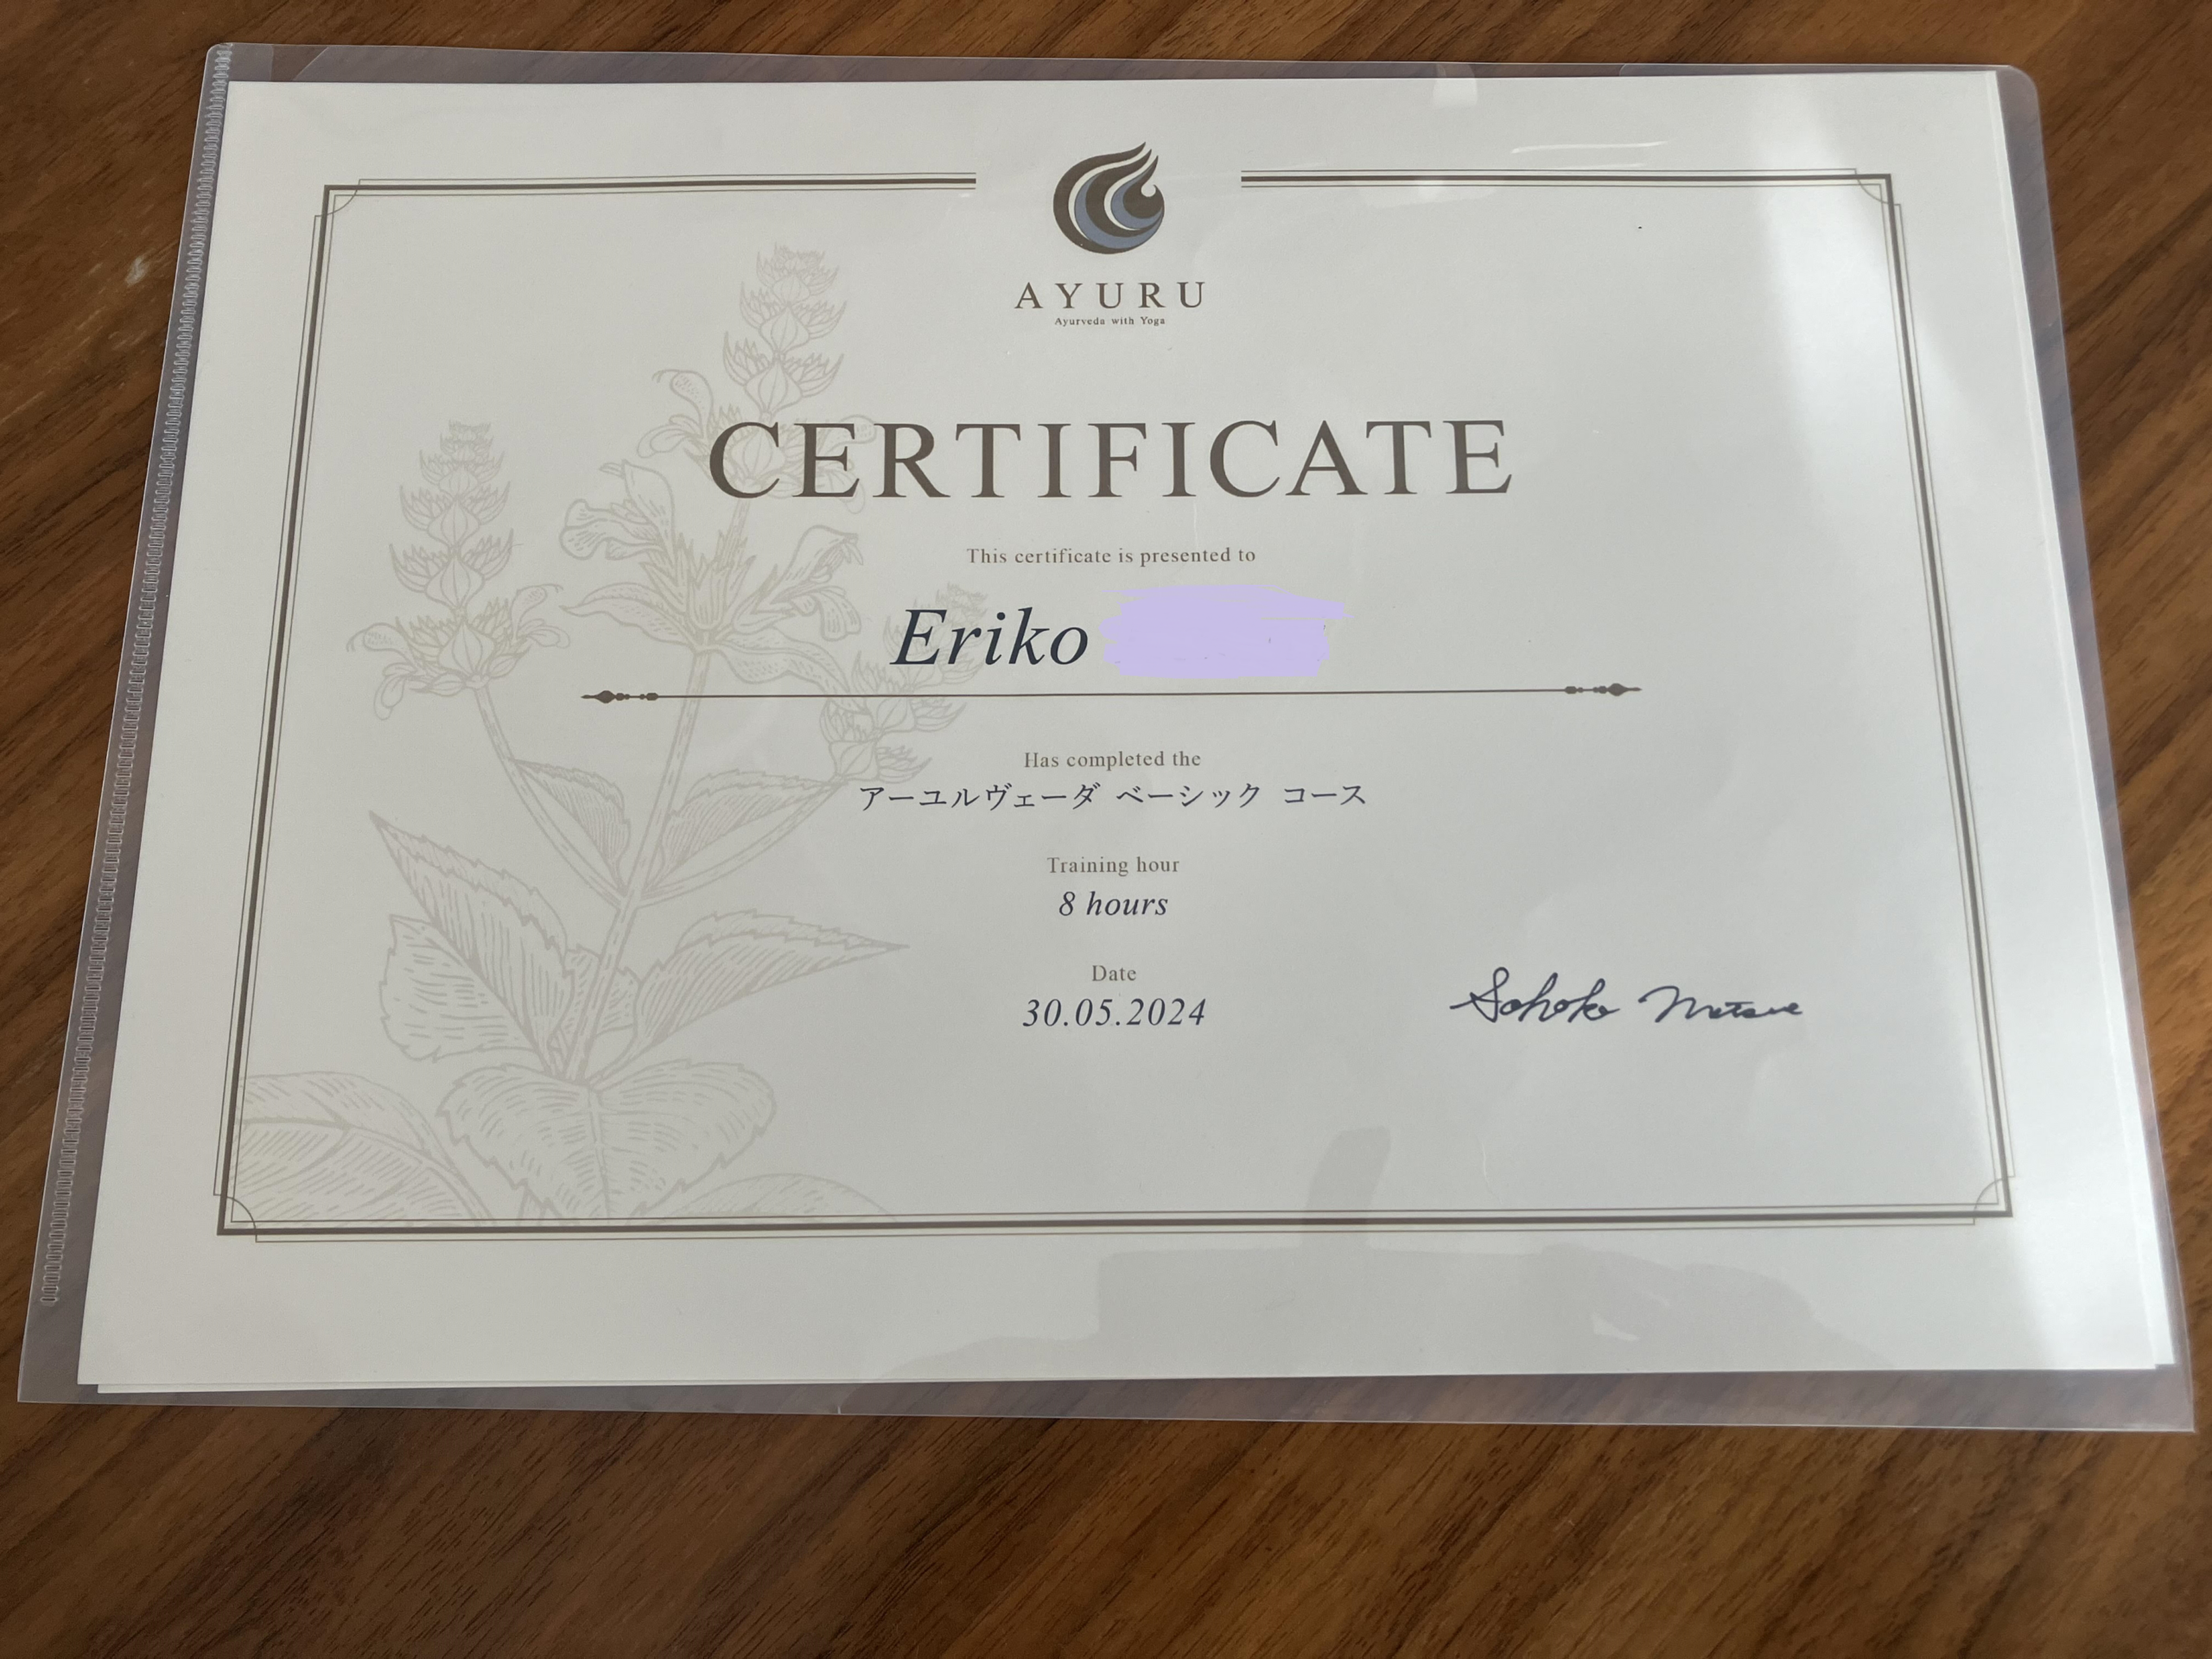 AYURU
Ayurveda with Yoga
CERTIFICATE
This certificate is presented to
Eriko
Has completed the
アーユルヴェーダ ベーシック コース
Training hour
8 hours
Date
30.05.2024